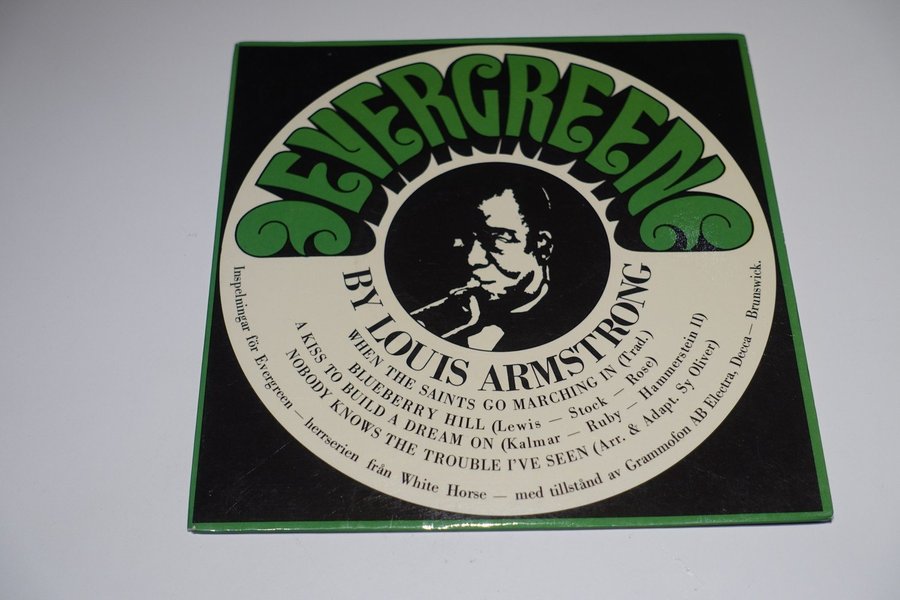 EVERGREEN
BY LOUIS ARMSTRONG
WHEN THE SAINTS GO MARCHING IN (Trad.)
BLUEBERRY HILL (Lewis — Stock — Rose)
A KISS TO BUILD A DREAM ON (Kalmar — Ruby — Hammerstein II)
NOBODY KNOWS THE TROUBLE I'VE SEEN (Arr. & Adapt. Sy Oliver)
Inspelningar för Evergreen — herrserien från White Horse — med tillstånd av Grammofon AB Electra, Decca — Brunswick.